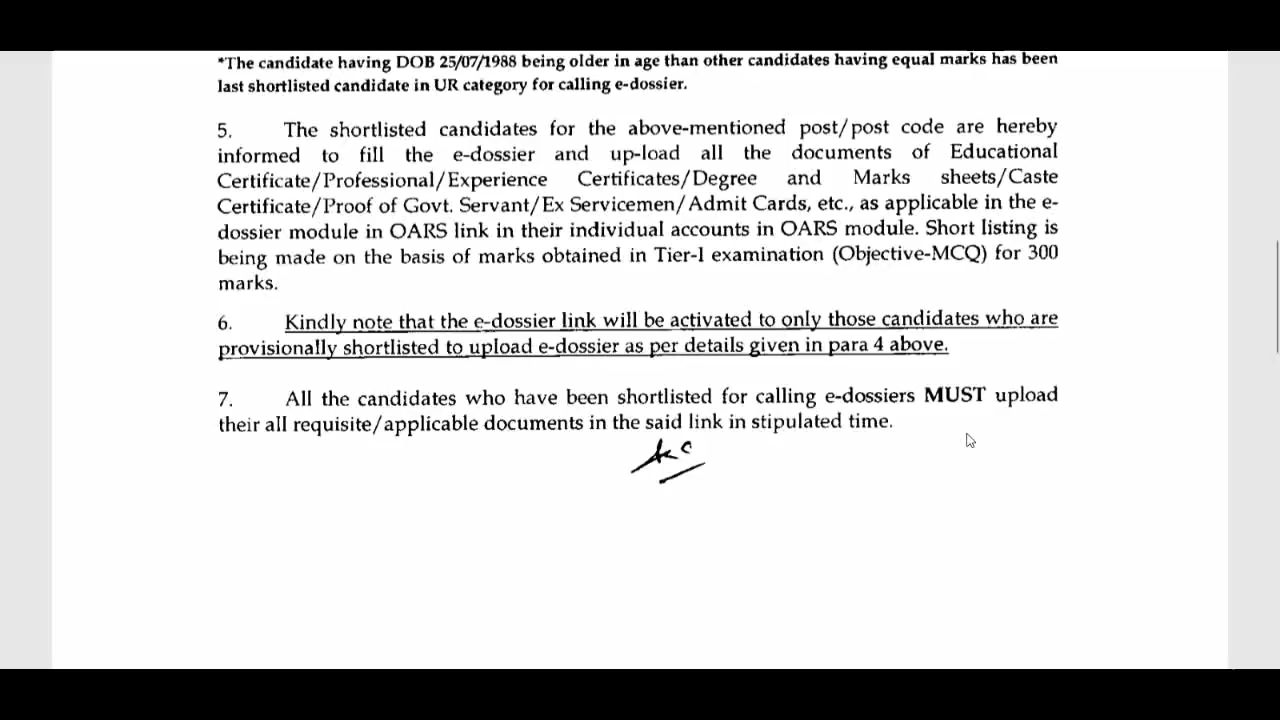 *The candidate having DOB 25/07/1988 being older in age than other candidates having equal marks has been
last shortlisted candidate in UR category for calling e-dossier.
5. The shortlisted candidates for the above-mentioned post/post code are hereby
informed to fill the e-dossier and up-load all the documents of Educational
Certificate/Professional/Experience Certificates/Degree and Marks sheets/Caste
Certificate/Proof of Govt. Servant/Ex Servicemen/Admit Cards, etc., as applicable in the e-
dossier module in OARS link in their individual accounts in OARS module. Short listing is
being made on the basis of marks obtained in Tier-I examination (Objective-MCQ) for 300
marks.
6. Kindly note that the e-dossier link will be activated to only those candidates who are
provisionally shortlisted to upload e-dossier as per details given in para 4 above.
7. All the candidates who have been shortlisted for calling e-dossiers MUST upload
their all requisite/applicable documents in the said link in stipulated time.